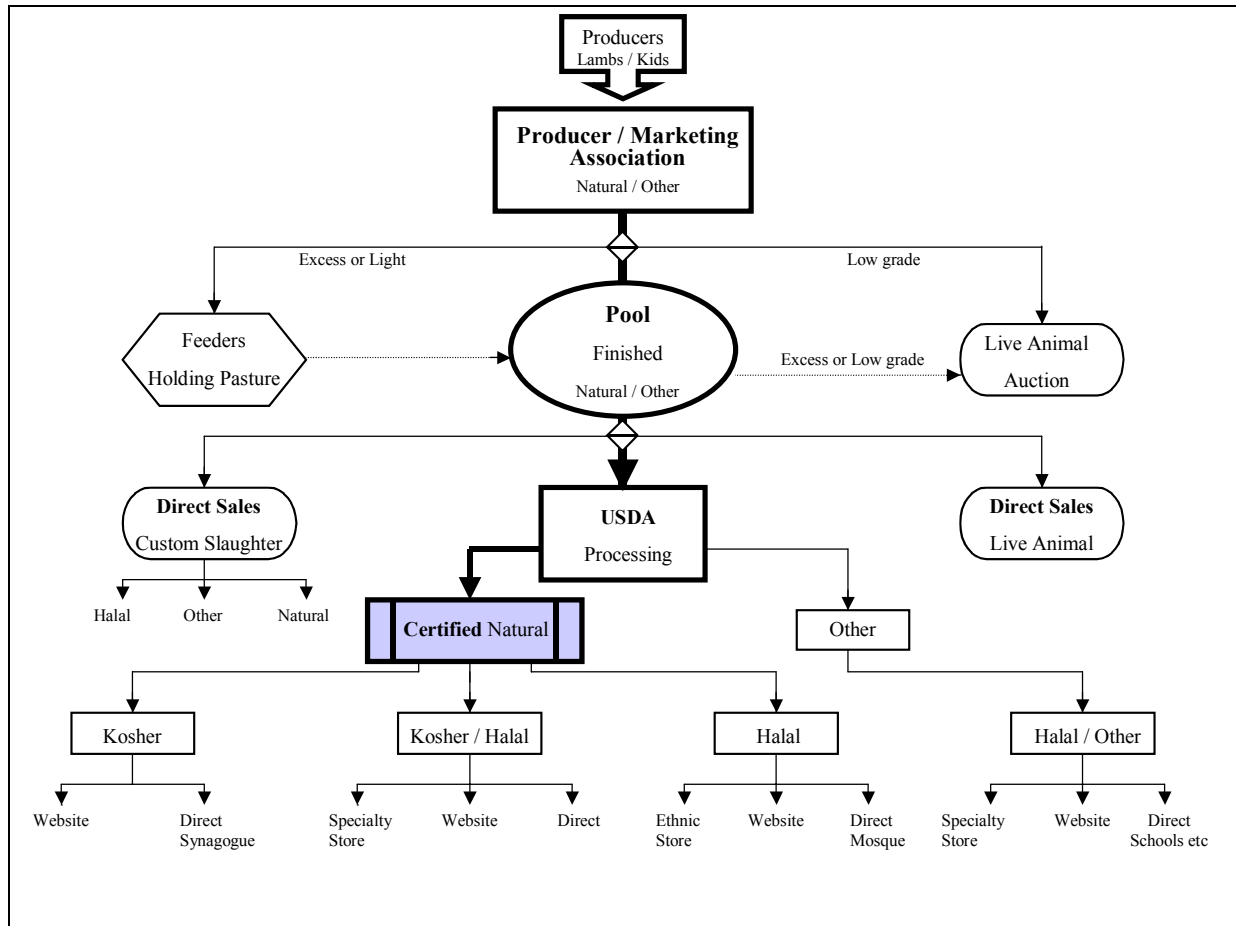 Producers
Lambs / Kids
Producer / Marketing
Association
Natural / Other
Excess or Light
Low grade
Pool
Finished
Natural / Other
Feeders
Holding Pasture
Excess or Low grade
Live Animal
Auction
Direct Sales
Custom Slaughter
USDA
Processing
Direct Sales
Live Animal
Halal
Other
Natural
Certified Natural
Other
Kosher
Kosher / Halal
Halal
Halal / Other
Website
Direct
Synagogue
Specialty
Store
Website
Direct
Ethnic
Store
Website
Direct
Mosque
Specialty
Store
Website
Direct
Schools etc